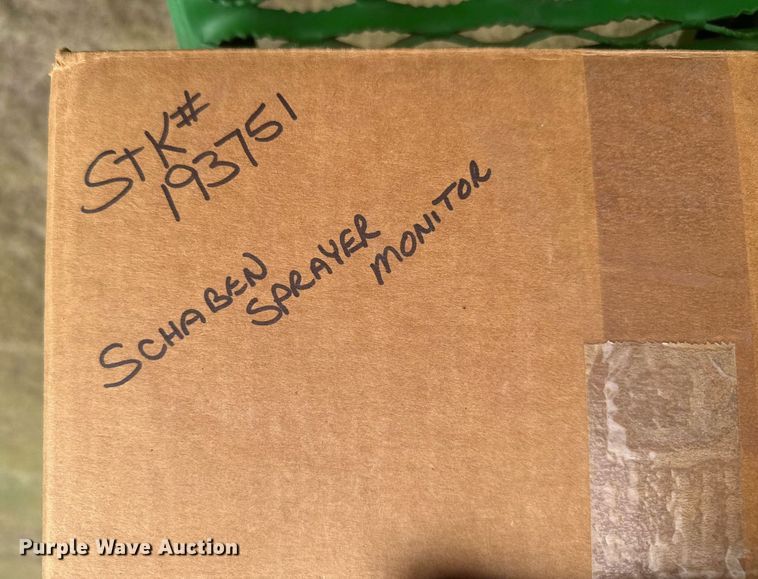 StK#
193751
SCHABEN
SPRAYER
MONITOR
Purple Wave Auction